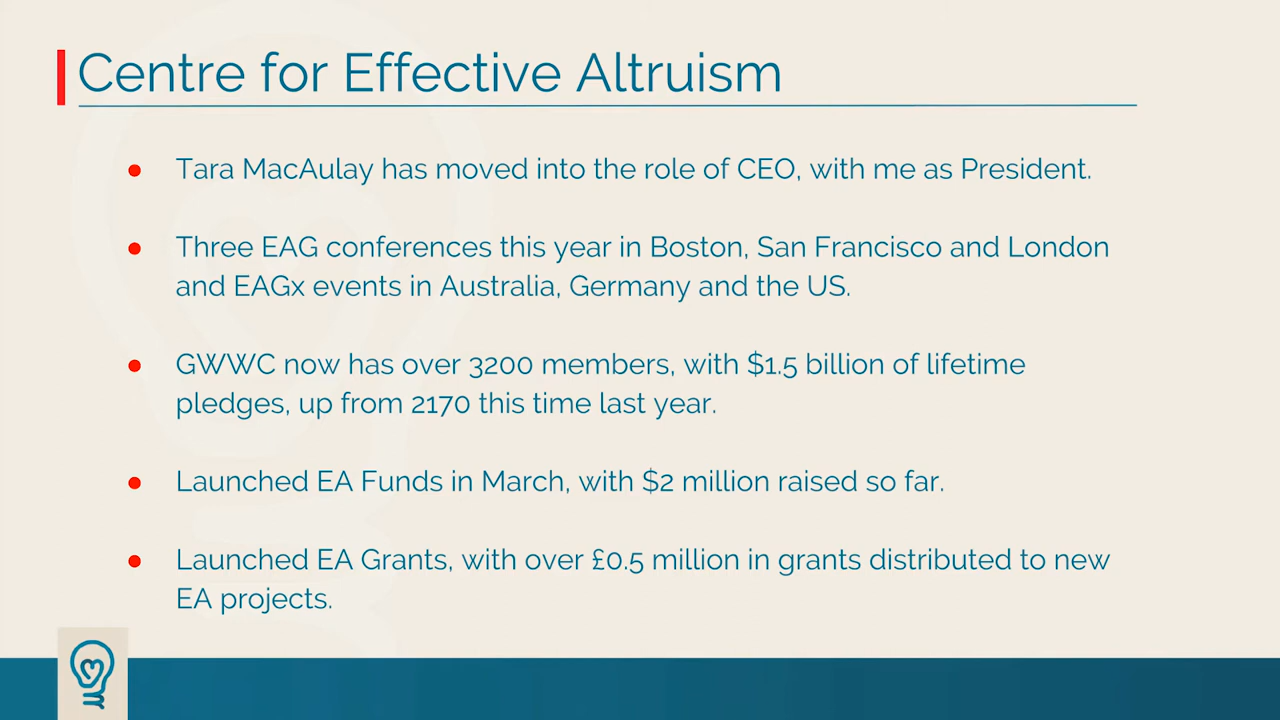 Centre for Effective Altruism
● Tara MacAulay has moved into the role of CEO, with me as President.
● Three EAG conferences this year in Boston, San Francisco and London
and EAGx events in Australia, Germany and the US.
● GWWC now has over 3200 members, with $1.5 billion of lifetime
pledges, up from 2170 this time last year.
● Launched EA Funds in March, with $2 million raised so far.
● Launched EA Grants, with over £0.5 million in grants distributed to new
EA projects.